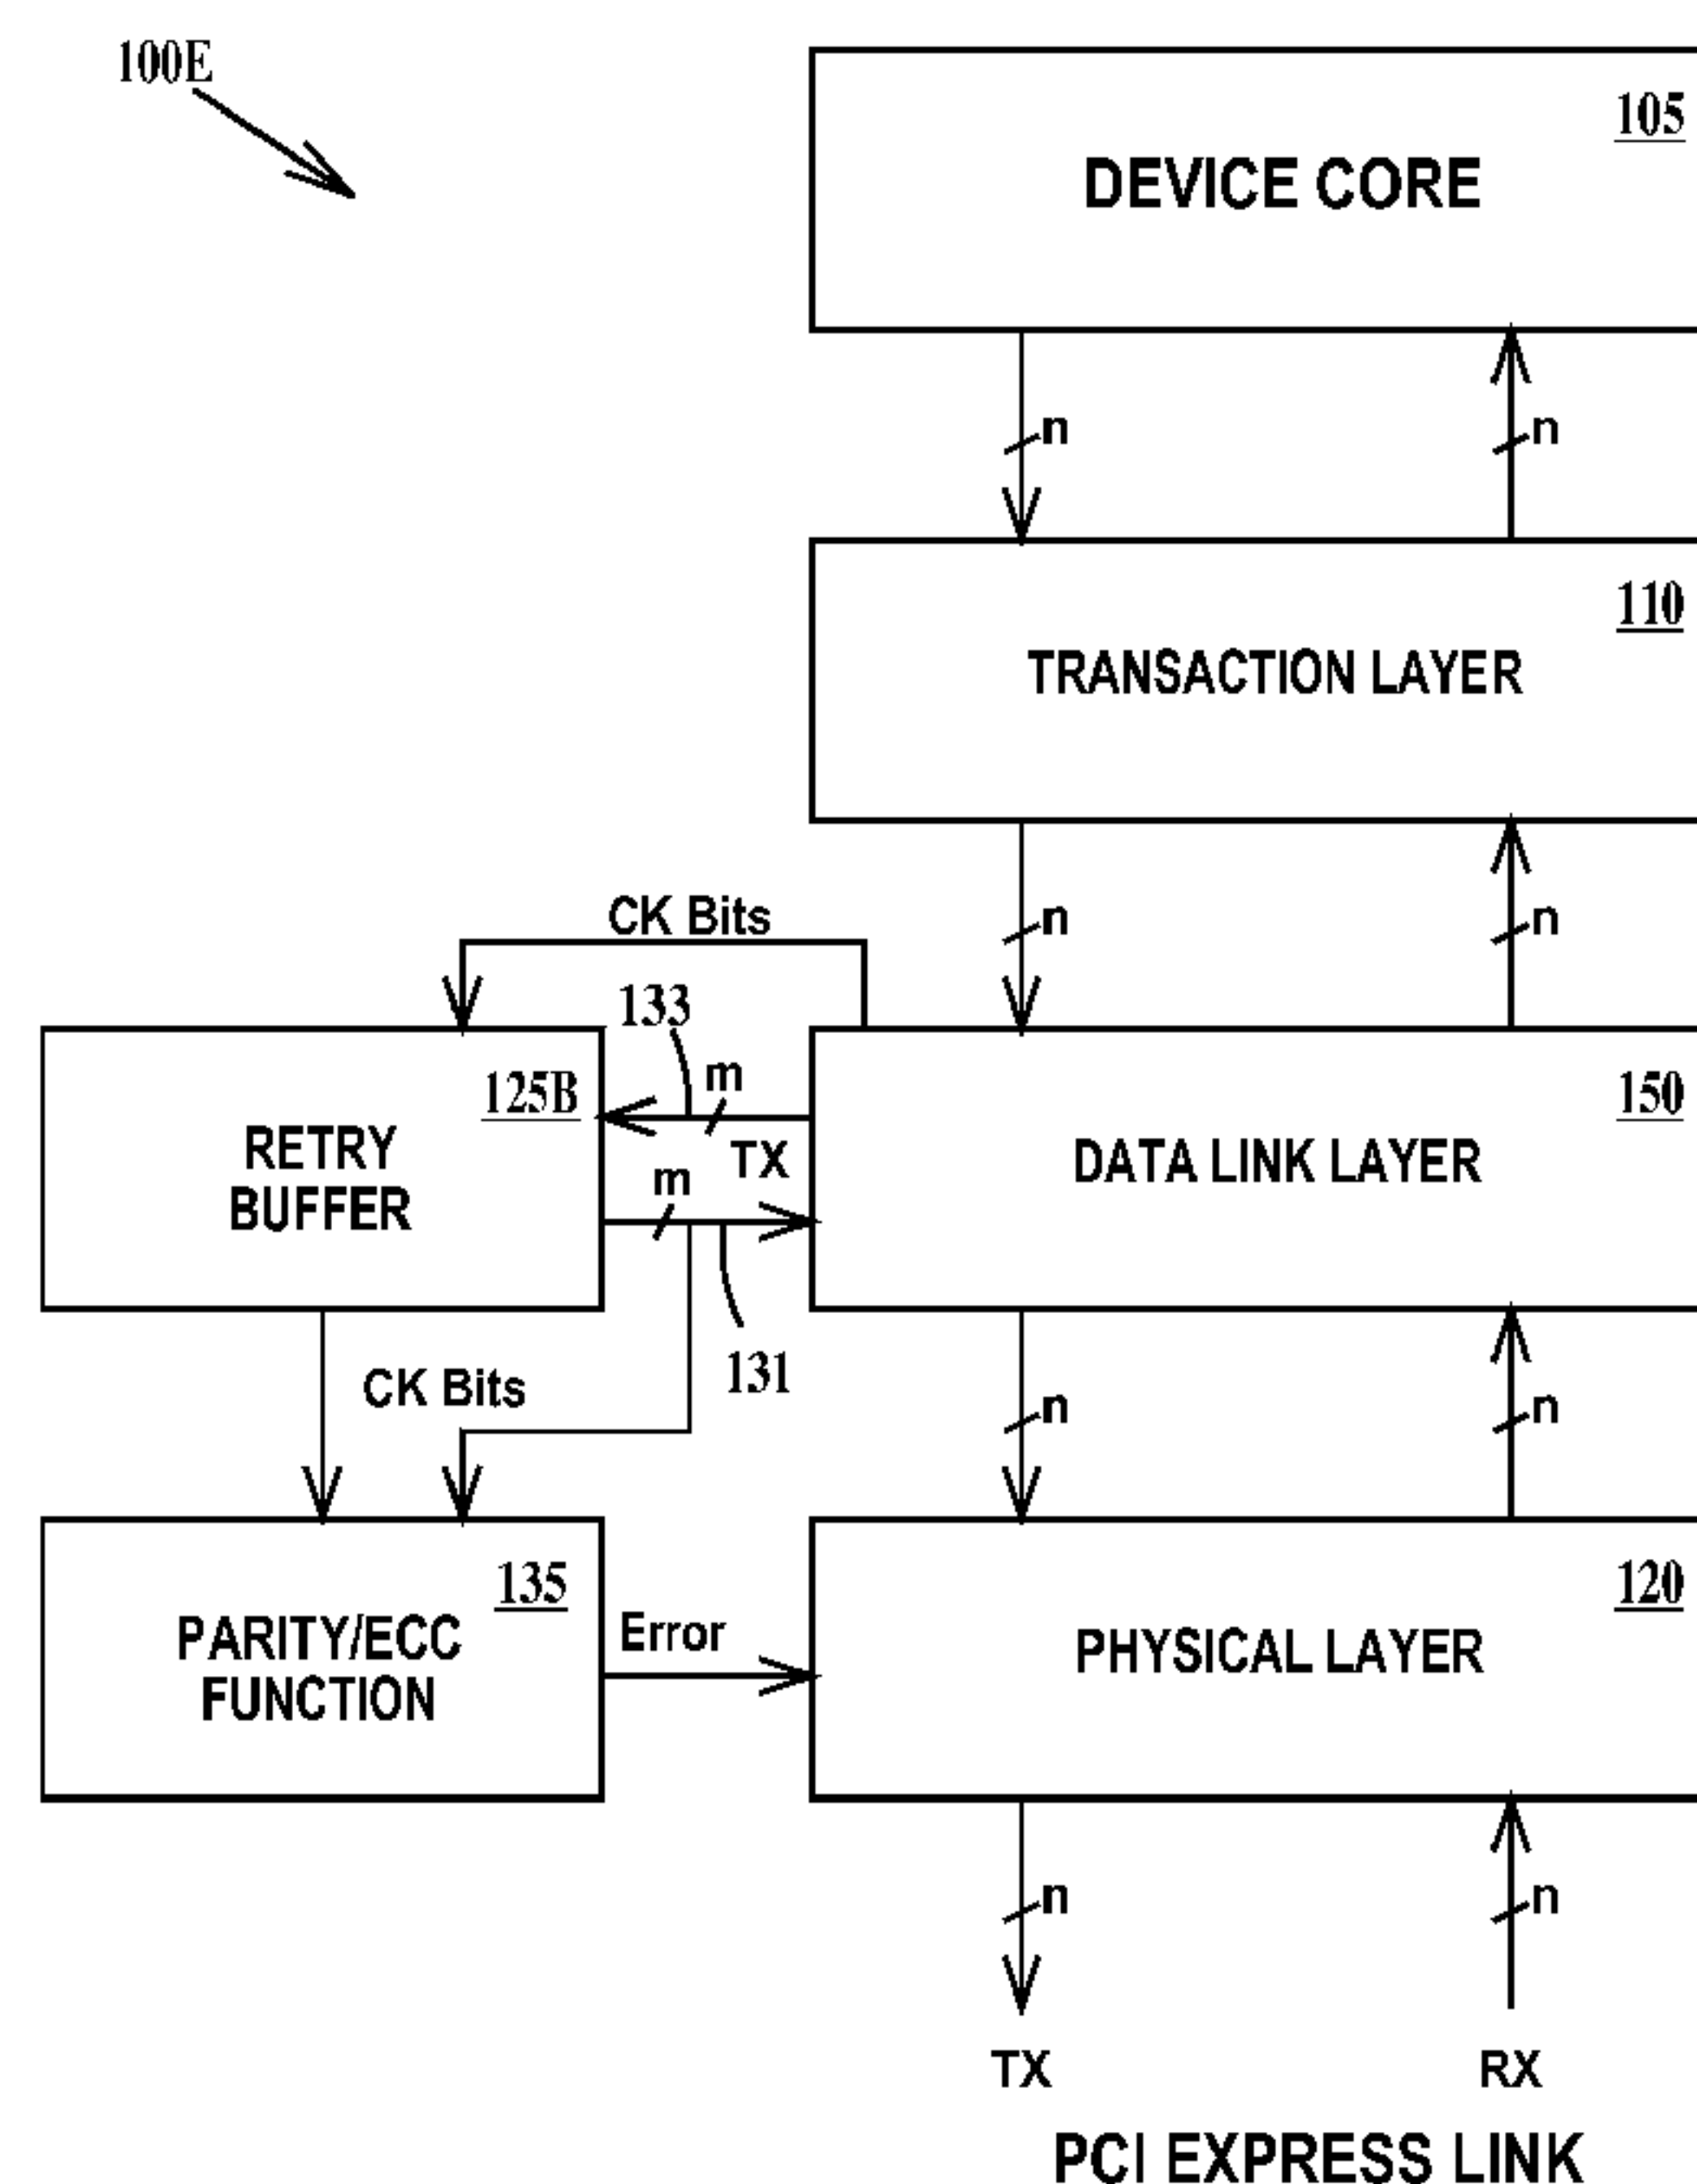 100E
105
DEVICE CORE
n
n
110
TRANSACTION LAYER
CK Bits
n
n
133
m
125B
RETRY
BUFFER
TX
m
150
DATA LINK LAYER
131
CK Bits
n
n
135
PARITY/ECC
FUNCTION
Error
120
PHYSICAL LAYER
n
n
TX
RX
PCI EXPRESS LINK